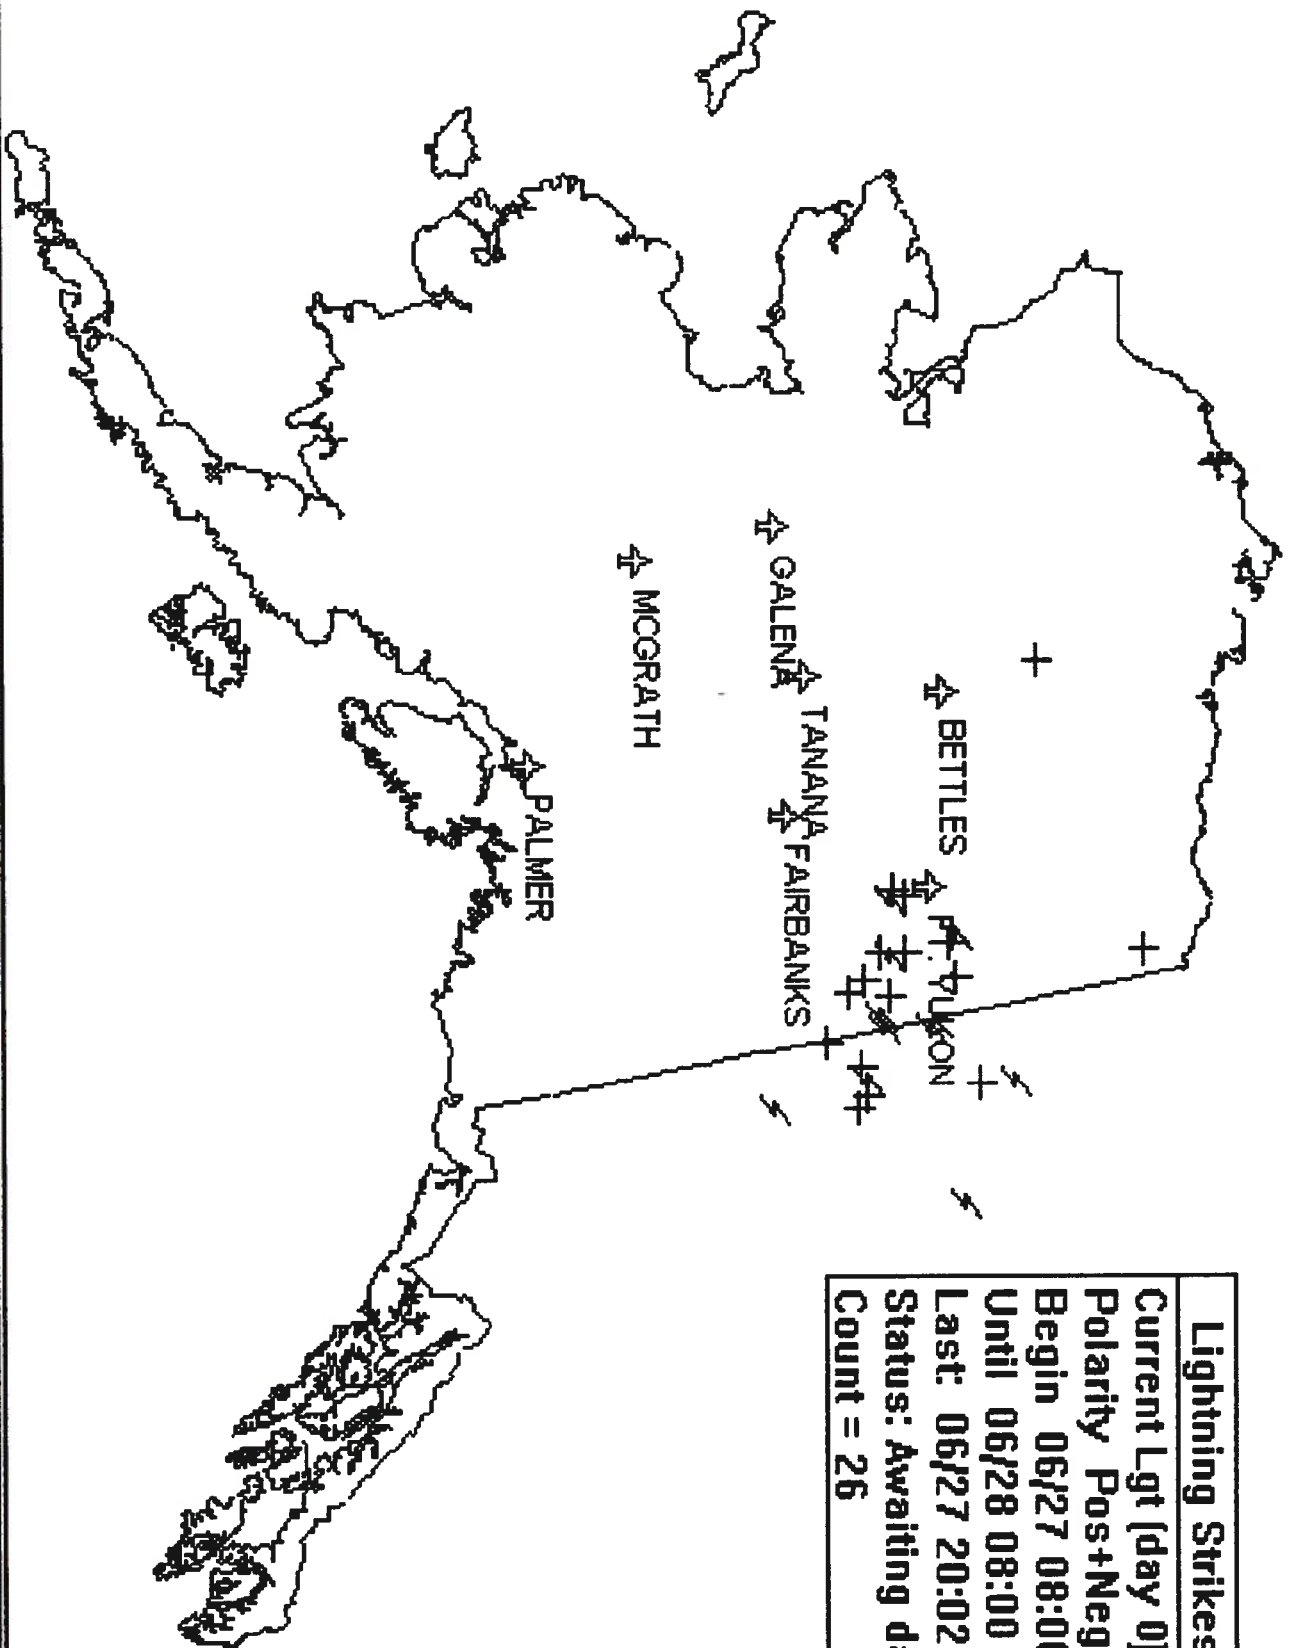 Lightning Strikes
Current Lgt (day 0)
Polarity Pos+Neg
Begin 06/27 08:00
Until 06/28 08:00
Last: 06/27 20:02
Status: Awaiting da
Count = 26
BETTLES
FT. YUKON
GALENA
TANANA
FAIRBANKS
MCGRATH
PALMER